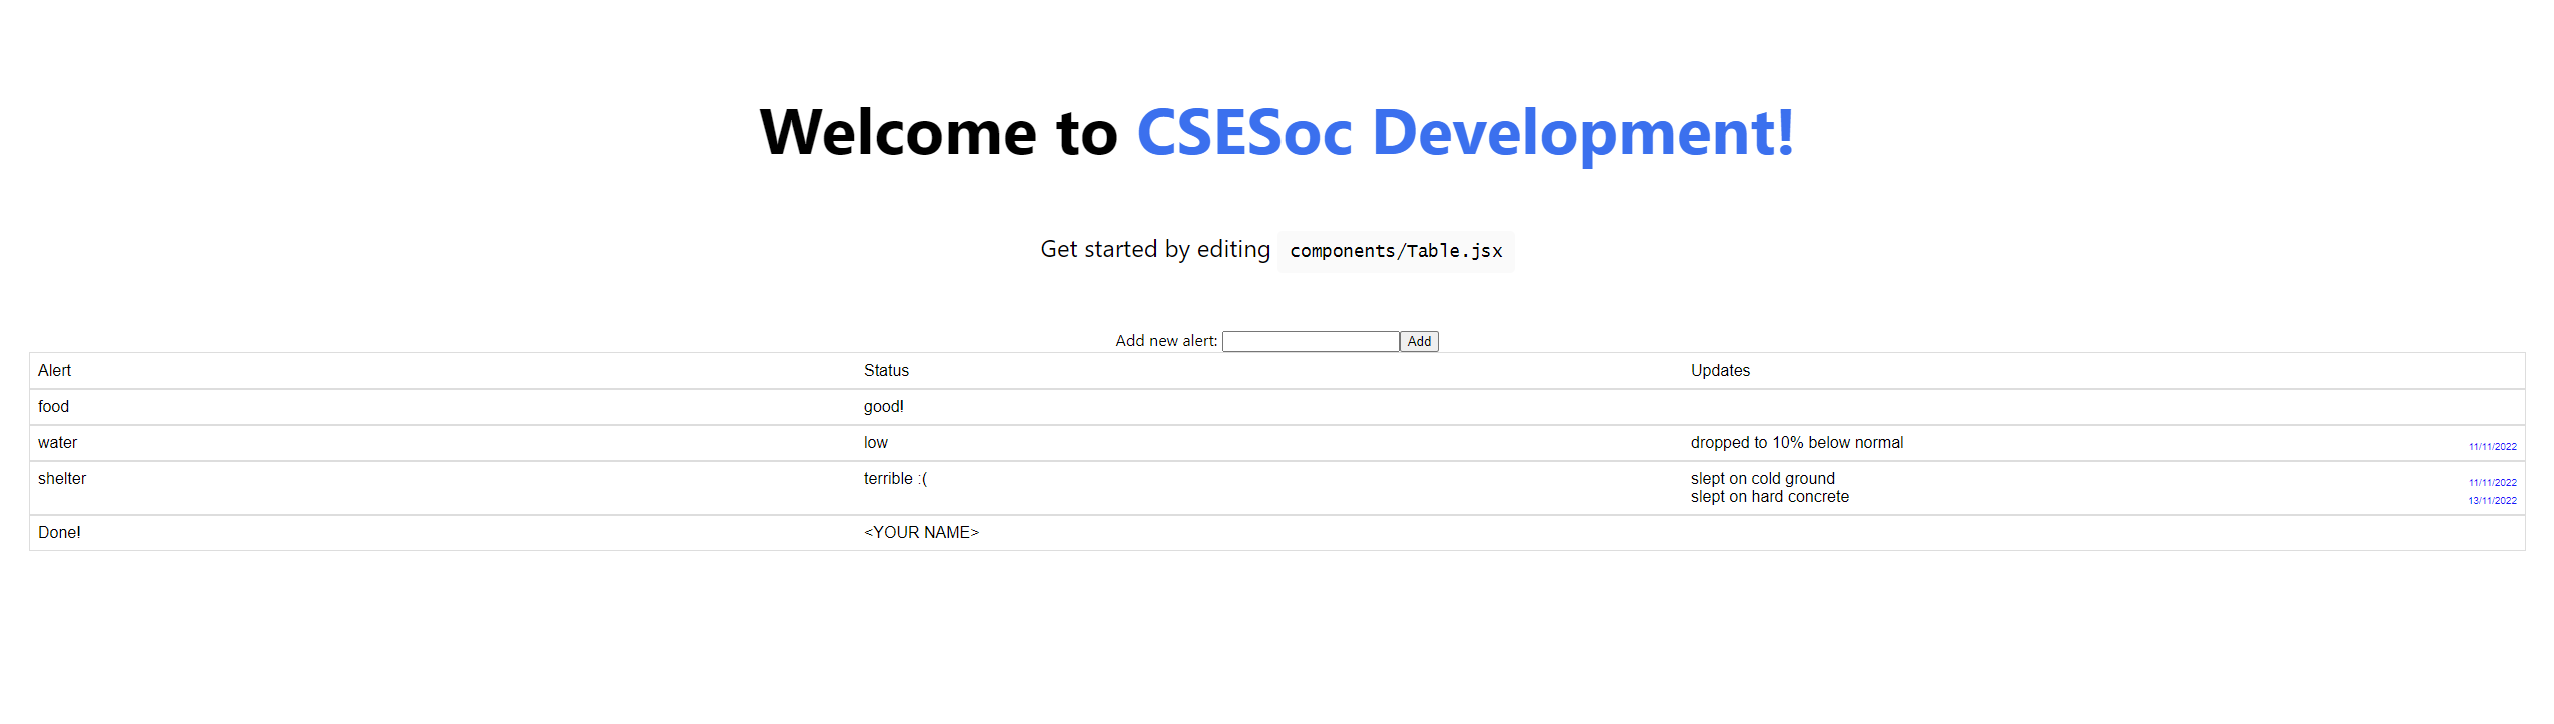 Welcome to CSESoc Development!
Get started by editing components/Table.jsx
Add new alert: Add
Alert Status Updates
food good!
water low dropped to 10% below normal 11/11/2022
shelter terrible :( slept on cold ground 11/11/2022
slept on hard concrete 13/11/2022
Done! <YOUR NAME>